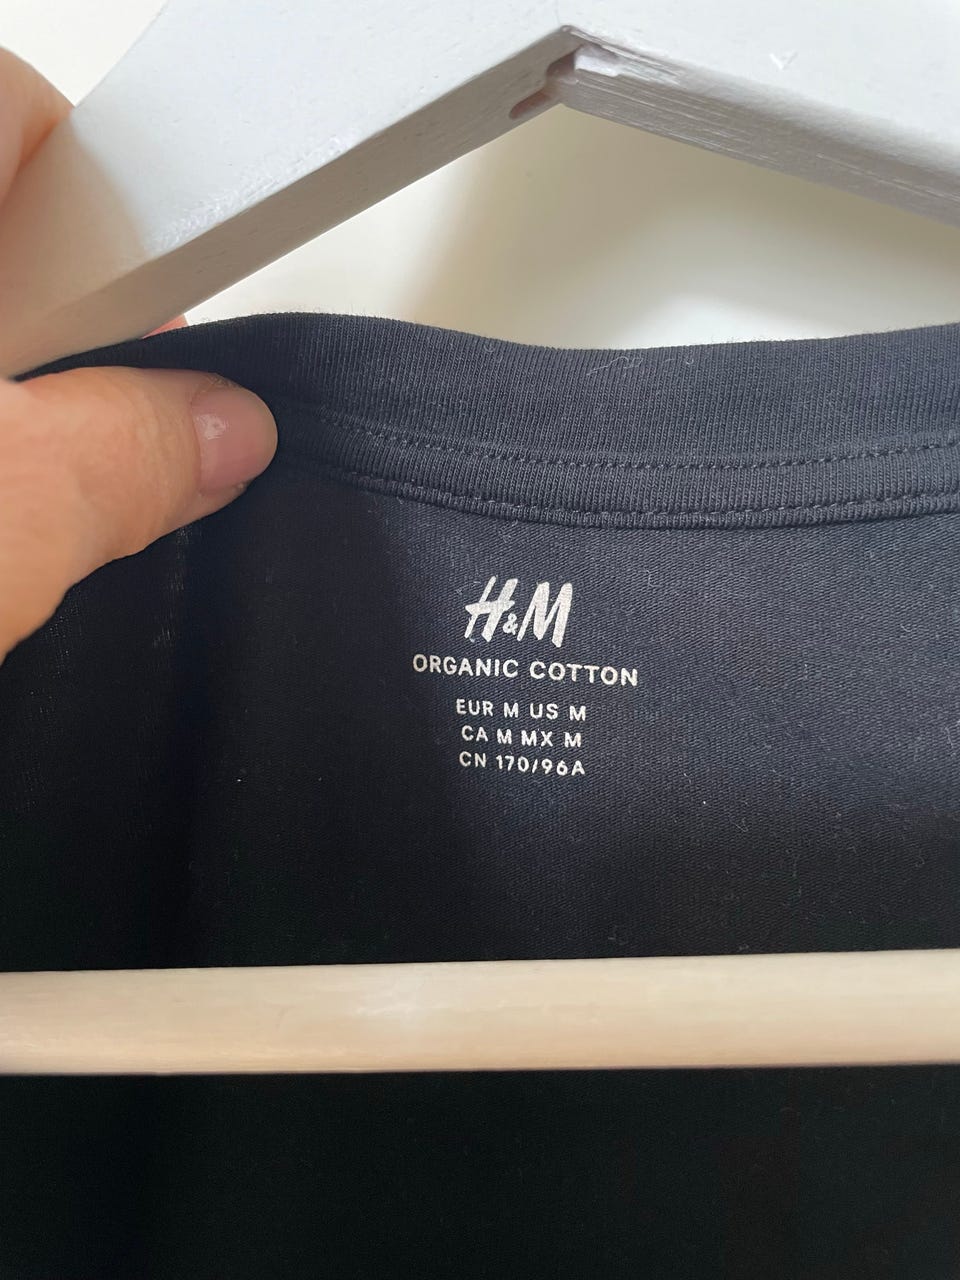 H&M
ORGANIC COTTON
EUR M US M
CA M MX M
CN 170/96A